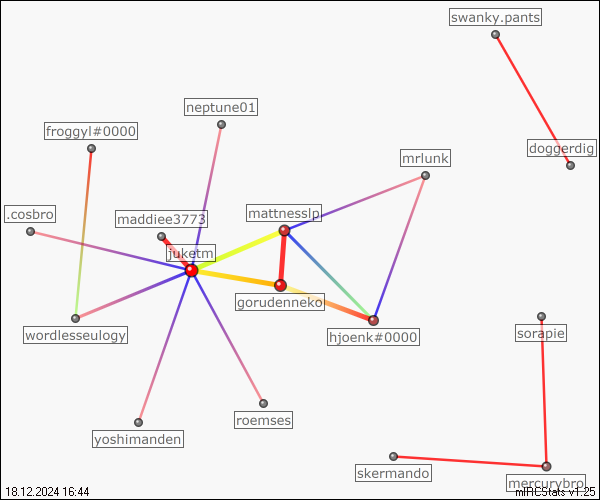 swanky.pants
neptune01
froggyl#0000
doggerdig
mrlunk
.cosbro
maddiee3773
mattnesslp
juketm
gorudenneko
wordlesseulogy
hjoenk#0000
sorapie
roemses
yoshimanden
skermando
mercurybro
18.12.2024 16:44
mIRCStats v1.25